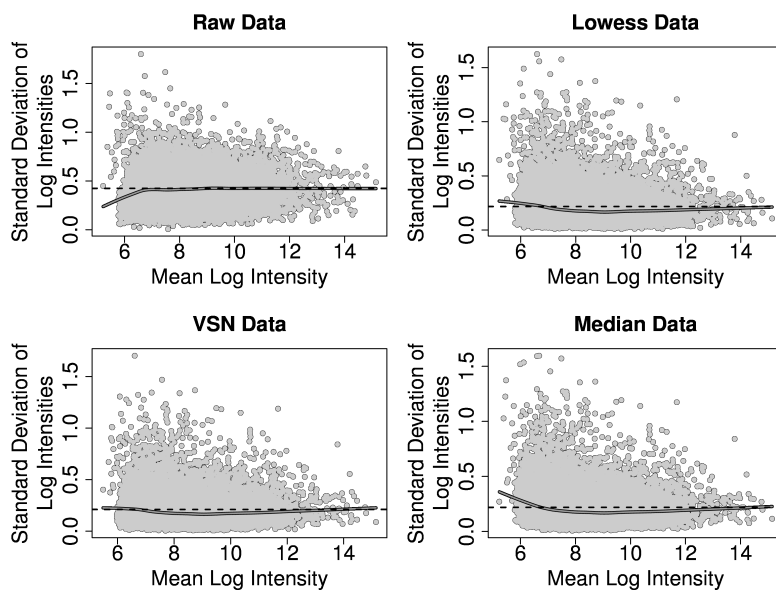 Raw Data
Standard Deviation of
Log Intensities
0.0 0.5 1.0 1.5
6 8 10 12 14
Mean Log Intensity
Lowess Data
Standard Deviation of
Log Intensities
0.0 0.5 1.0 1.5
6 8 10 12 14
Mean Log Intensity
VSN Data
Standard Deviation of
Log Intensities
0.0 0.5 1.0 1.5
6 8 10 12 14
Mean Log Intensity
Median Data
Standard Deviation of
Log Intensities
0.0 0.5 1.0 1.5
6 8 10 12 14
Mean Log Intensity